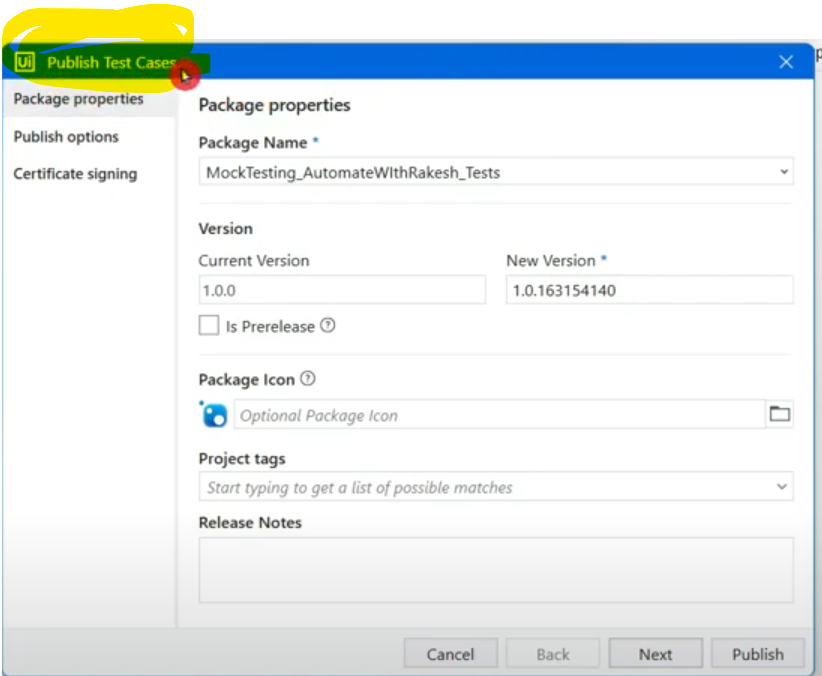 Ui Publish Test Cases
Package properties
Publish options
Certificate signing
Package properties
Package Name *
MockTesting_AutomateWIthRakesh_Tests
Version
Current Version
New Version *
1.0.0
1.0.163154140
Is Prerelease ?
Package Icon ?
Optional Package Icon
Project tags
Start typing to get a list of possible matches
Release Notes
Cancel
Back
Next
Publish